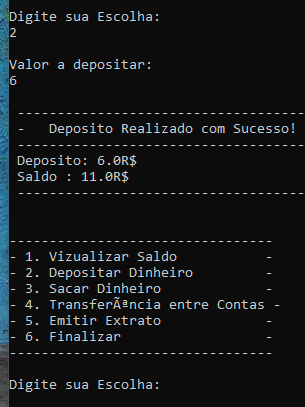 Digite sua Escolha:
2
Valor a depositar:
6
-----------------------------------
-   Deposito Realizado com Sucesso!
-----------------------------------
Deposito: 6.0R$
Saldo : 11.0R$
-----------------------------------
--------------------------------
- 1. Vizualizar Saldo          -
- 2. Depositar Dinheiro        -
- 3. Sacar Dinheiro            -
- 4. TransferÃªncia entre Contas -
- 5. Emitir Extrato            -
- 6. Finalizar                 -
--------------------------------
Digite sua Escolha: